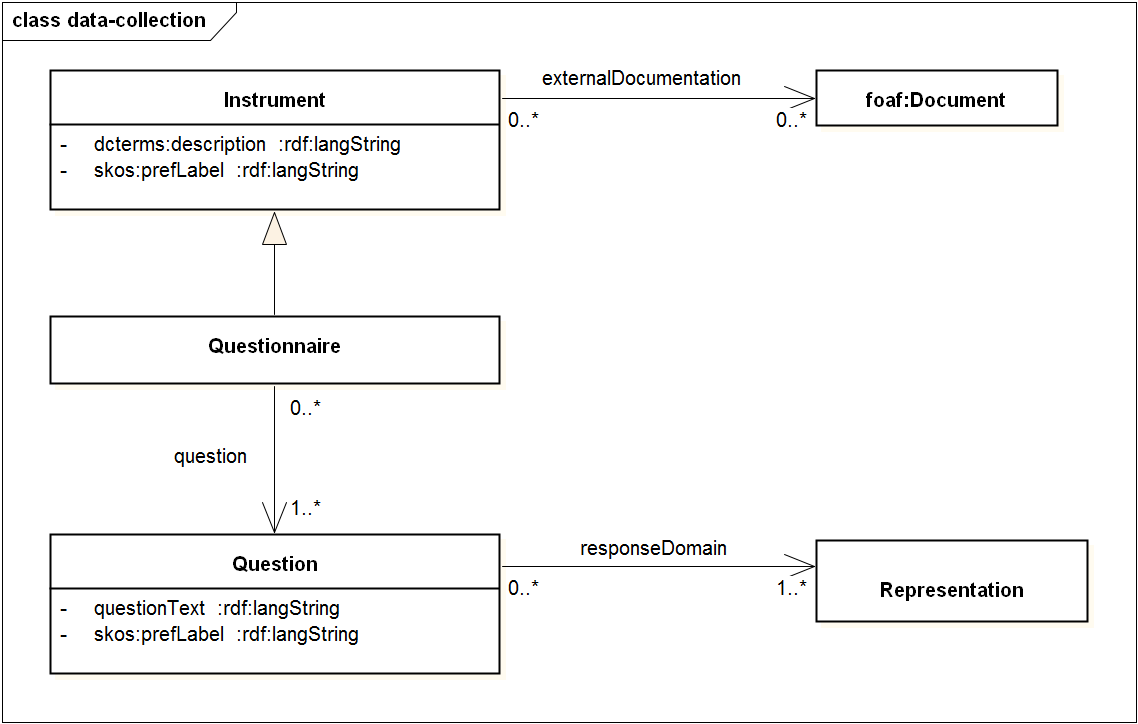 class data-collection
externalDocumentation
Instrument
foaf:Document
0..*
0..*
- dcterms:description :rdf:langString
- skos:prefLabel :rdf:langString
Questionnaire
0..*
question
1..*
Question
responseDomain
0..*
1..*
Representation
- questionText :rdf:langString
- skos:prefLabel :rdf:langString